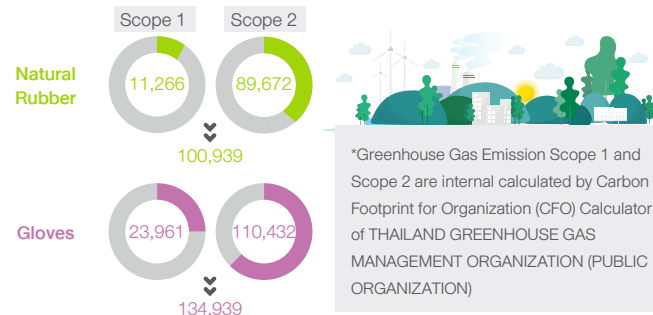 Scope 1 Scope 2
Natural
Rubber
11,266 89,672
100,939
Gloves
23,961 110,432
134.939
*Greenhouse Gas Emission Scope 1 and
Scope 2 are internal calculated by Carbon
Footprint for Organization (CFO) Calculator
of THAILAND GREENHOUSE GAS
MANAGEMENT ORGANIZATION (PUBLIC
ORGANIZATION)